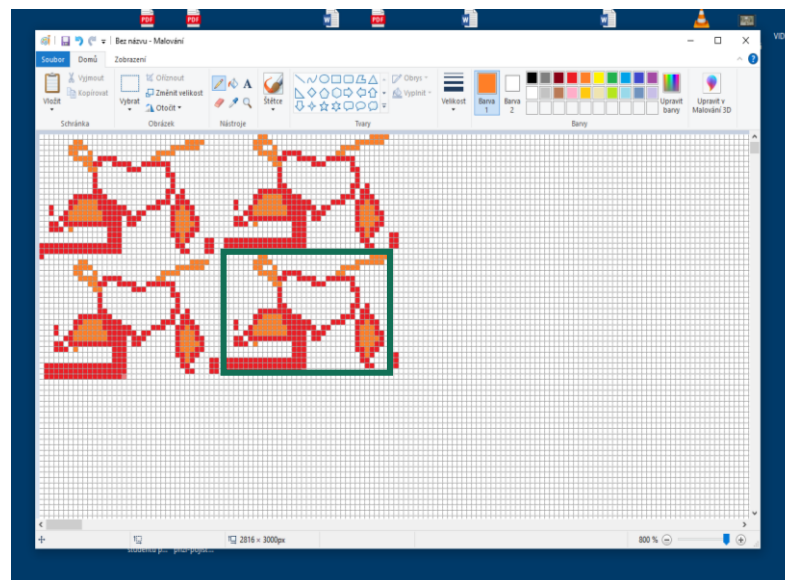 PDF PDF W PDF W W
VID
Bez názvu - Malování
Soubor Domů Zobrazení
Vložit
Vyjmout
Kopírovat
Schránka
Vybrat
Oříznout
Změnit velikost
Otočit
Obrázek
A
Nástroje
Štětce
Obrys
Vyplnit
Tvary
Velikost
Barva 1
Barva 2
Upravit barvy
Barvy
Upravit v Malování 3D
2816 × 3000px
800 %